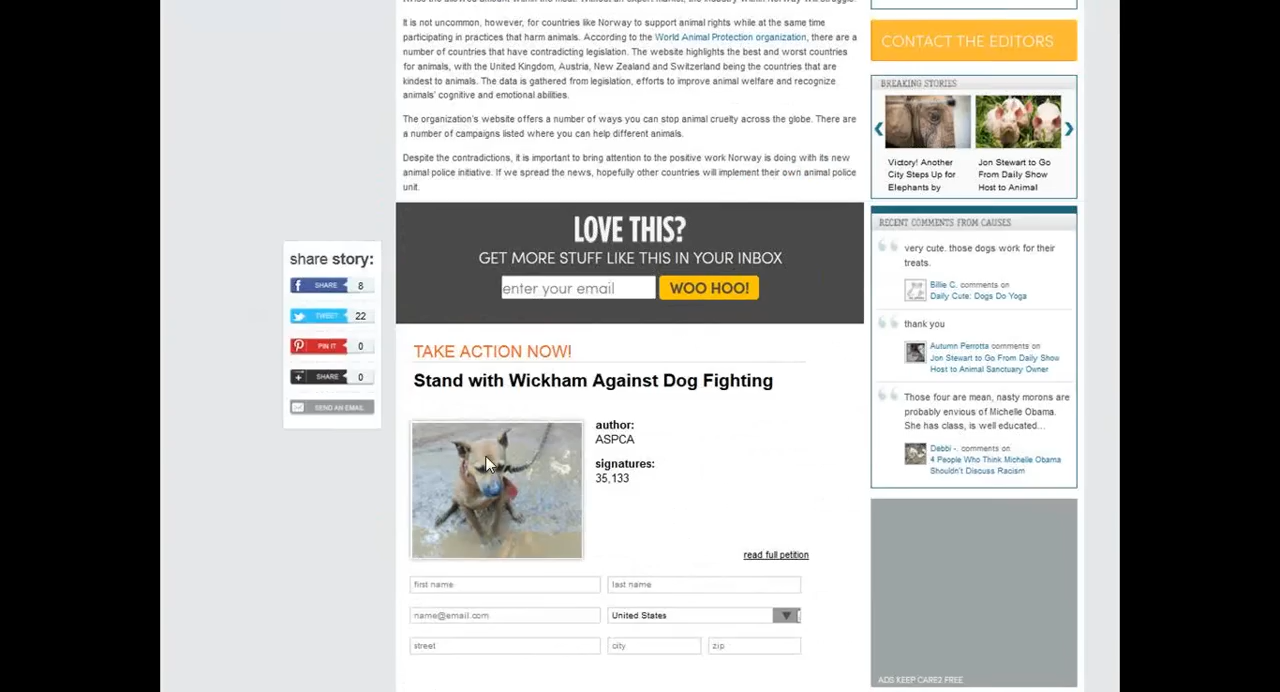 It is not uncommon, however, for countries like Norway to support animal rights while at the same time
participating in practices that harm animals. According to the World Animal Protection organization, there are a
number of countries that have contradicting legislation. The website highlights the best and worst countries
for animals, with the United Kingdom, Austria, New Zealand and Switzerland being the countries that are
kindest to animals. The data is gathered from legislation, efforts to improve animal welfare and recognize
animals' cognitive and emotional abilities.
The organization's website offers a number of ways you can stop animal cruelty across the globe. There are
a number of campaigns listed where you can help different animals.
Despite the contradictions, it is important to bring attention to the positive work Norway is doing with its new
animal police initiative. If we spread the news, hopefully other countries will implement their own animal police
unit.
LOVE THIS?
GET MORE STUFF LIKE THIS IN YOUR INBOX
enter your email WOO HOO!
share story:
SHARE 8
TWEET 22
PIN IT 0
SHARE 0
SEND AN EMAIL
TAKE ACTION NOW!
Stand with Wickham Against Dog Fighting
author:
ASPCA
signatures:
35,133
read full petition
first name last name
name@email.com United States
street city zip
CONTACT THE EDITORS
BREAKING STORIES
Victory! Another
City Steps Up for
Elephants by
Jon Stewart to Go
From Daily Show
Host to Animal
RECENT COMMENTS FROM CAUSES
very cute. those dogs work for their
treats.
Billie C. comments on
Daily Cute: Dogs Do Yoga
thank you
Autumn Perrotta comments on
Jon Stewart to Go From Daily Show
Host to Animal Sanctuary Owner
Those four are mean, nasty morons are
probably envious of Michelle Obama.
She has class, is well educated...
Debbi -. comments on
4 People Who Think Michelle Obama
Shouldn't Discuss Racism
ADS KEEP CARE2 FREE